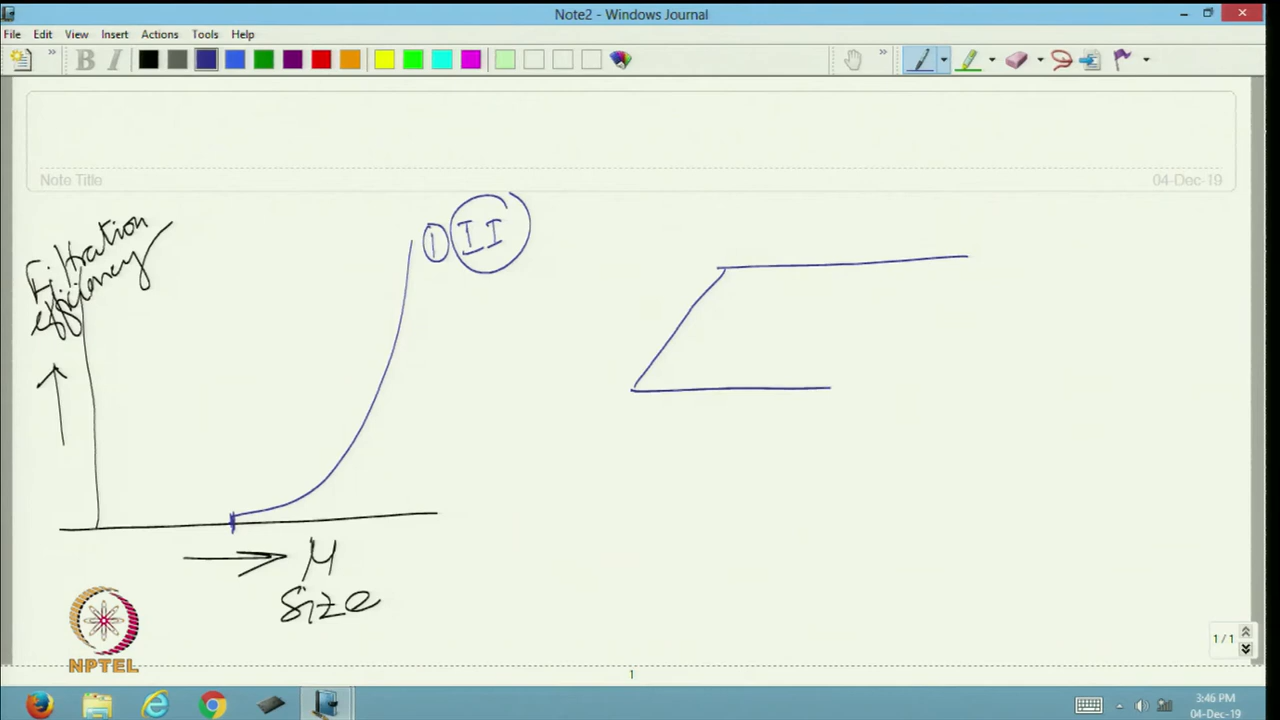 Note2 - Windows Journal
File Edit View Insert Actions Tools Help
B I
Note Title
04-Dec-19
Filtration
efficiency
I II
μ
Size
NPTEL
1 / 1
1
3:46 PM
04-Dec-19